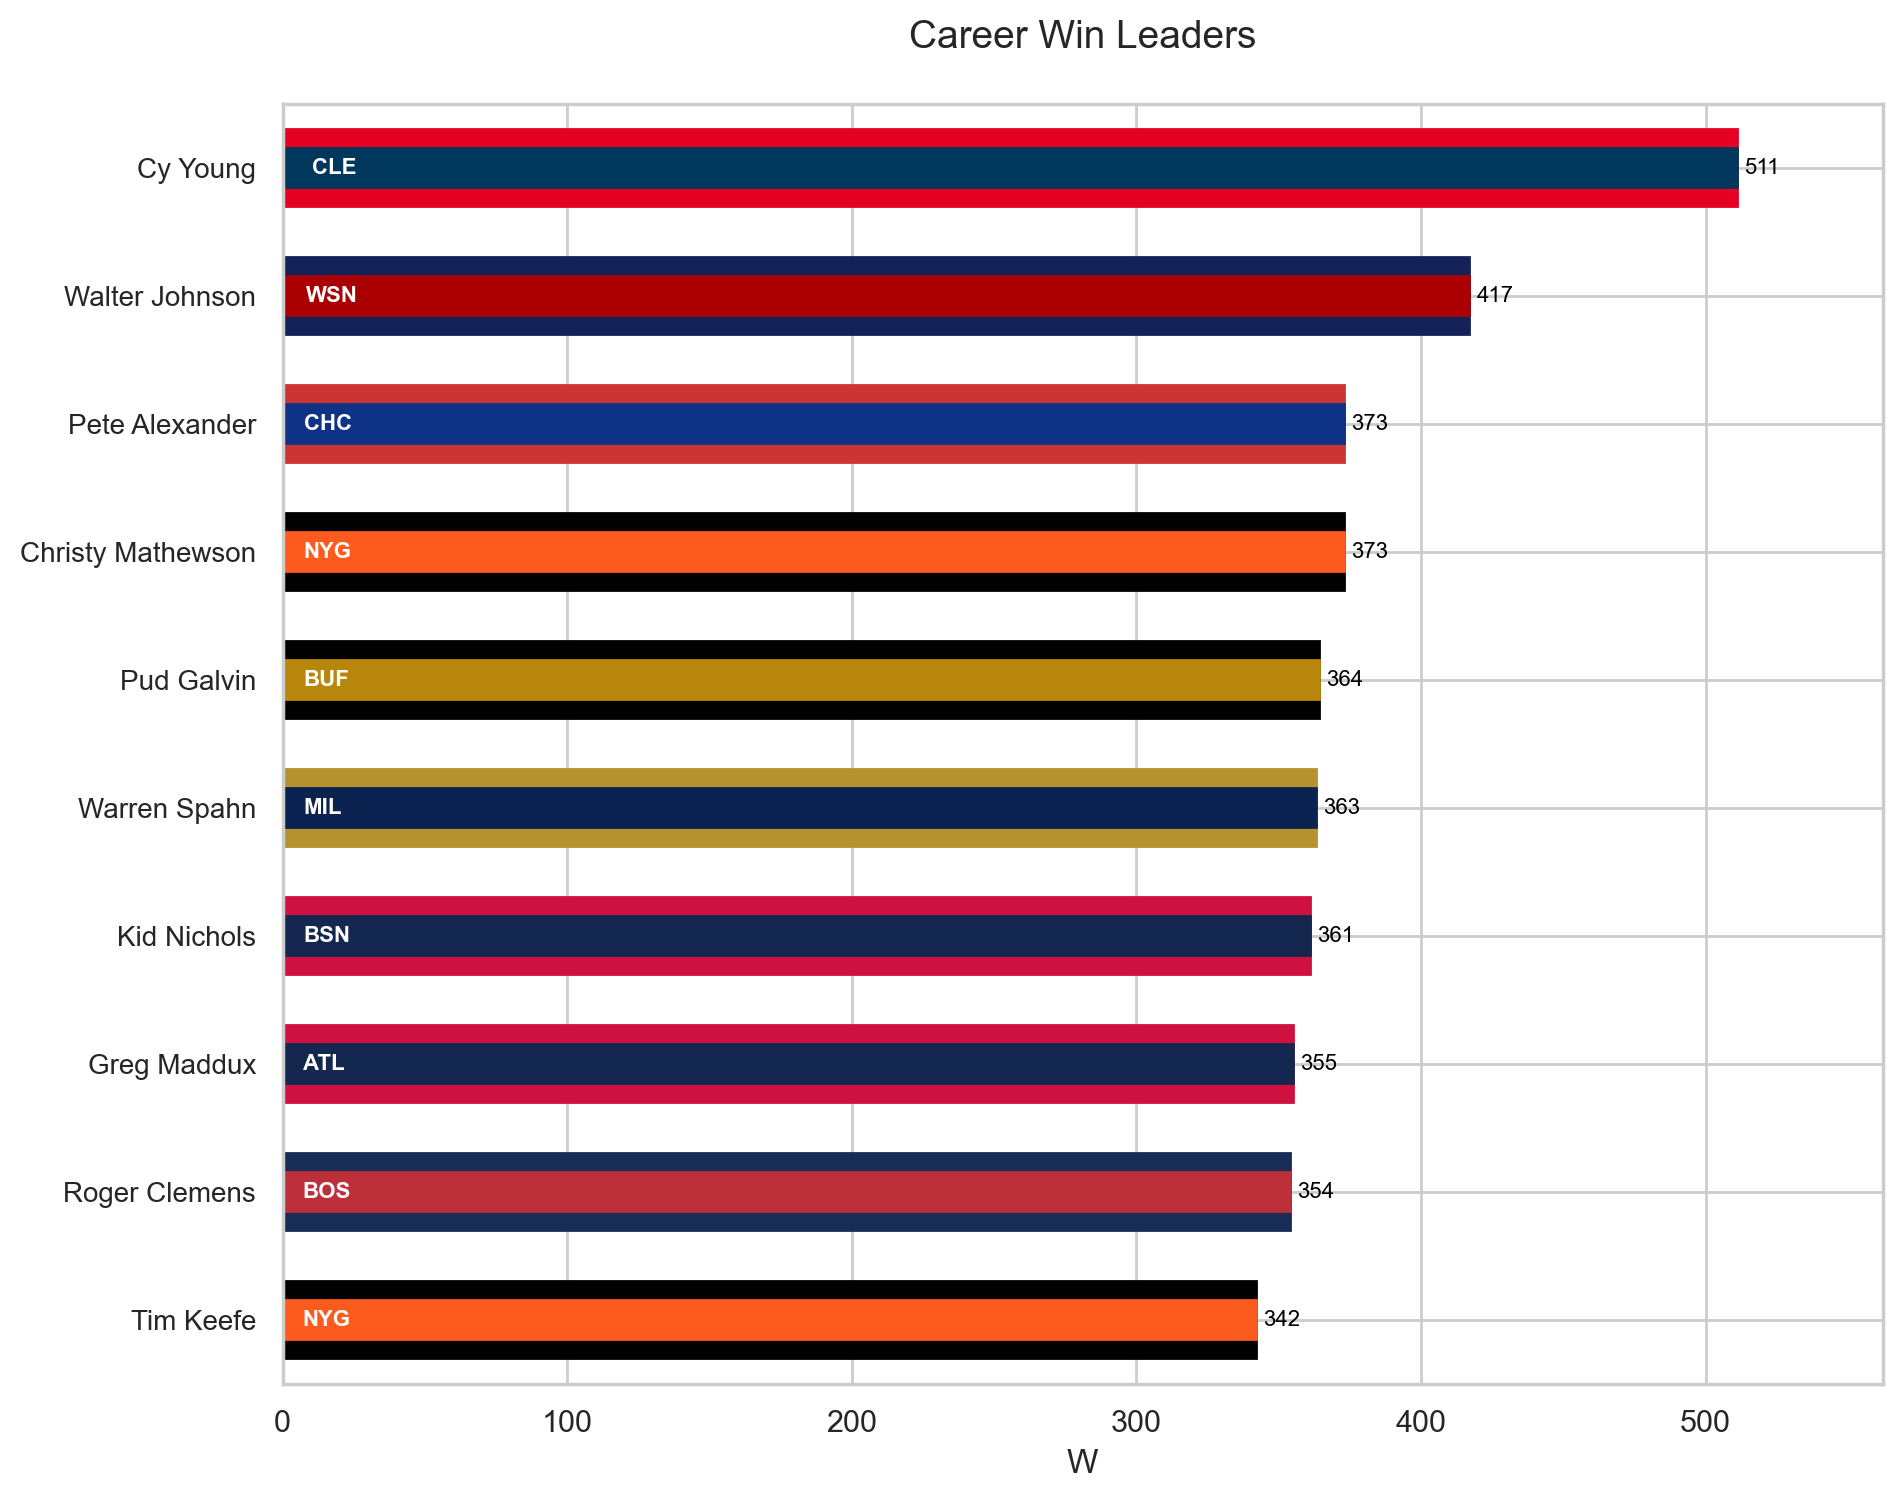 Career Win Leaders
Cy Young CLE 511
Walter Johnson WSN 417
Pete Alexander CHC 373
Christy Mathewson NYG 373
Pud Galvin BUF 364
Warren Spahn MIL 363
Kid Nichols BSN 361
Greg Maddux ATL 355
Roger Clemens BOS 354
Tim Keefe NYG 342
0 100 200 300 400 500
W